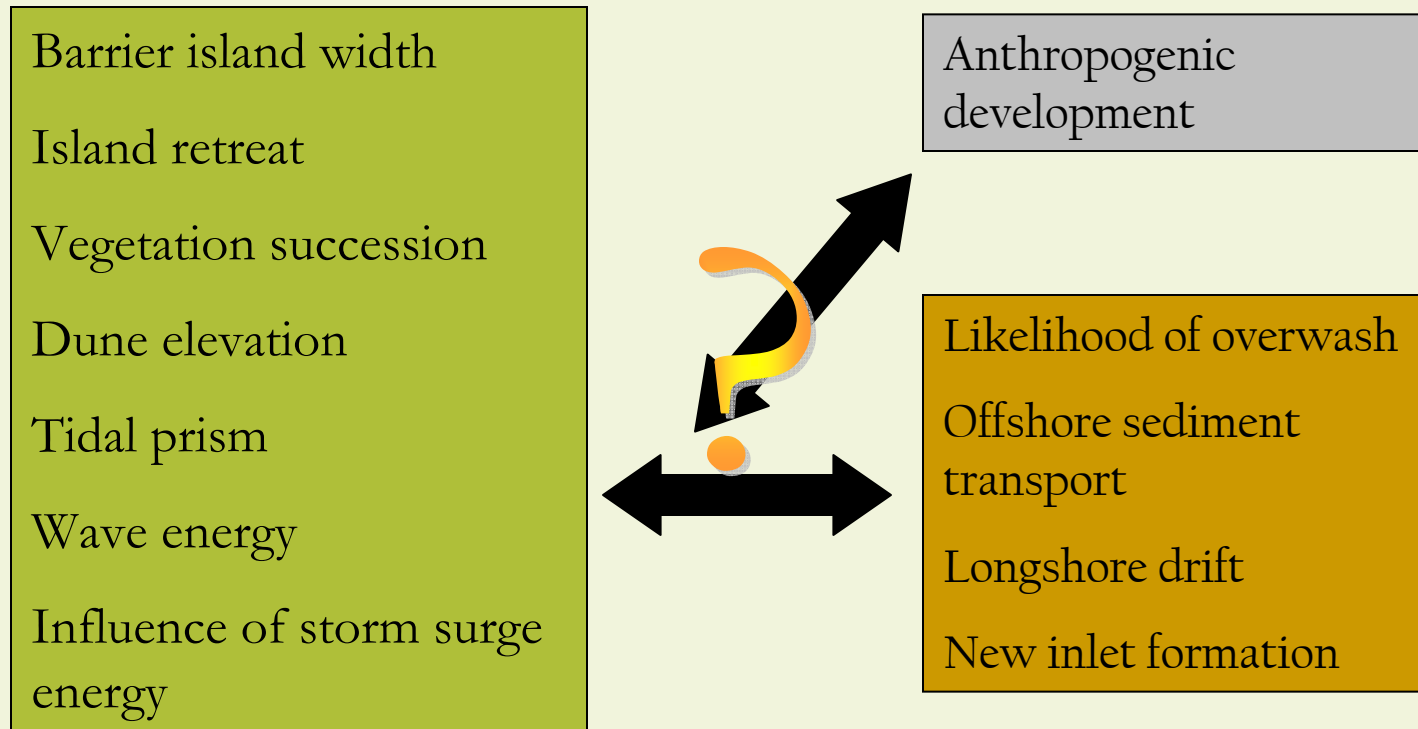 Barrier island width
Island retreat
Vegetation succession
Dune elevation
Tidal prism
Wave energy
Influence of storm surge
energy
Anthropogenic
development
?
Likelihood of overwash
Offshore sediment
transport
Longshore drift
New inlet formation